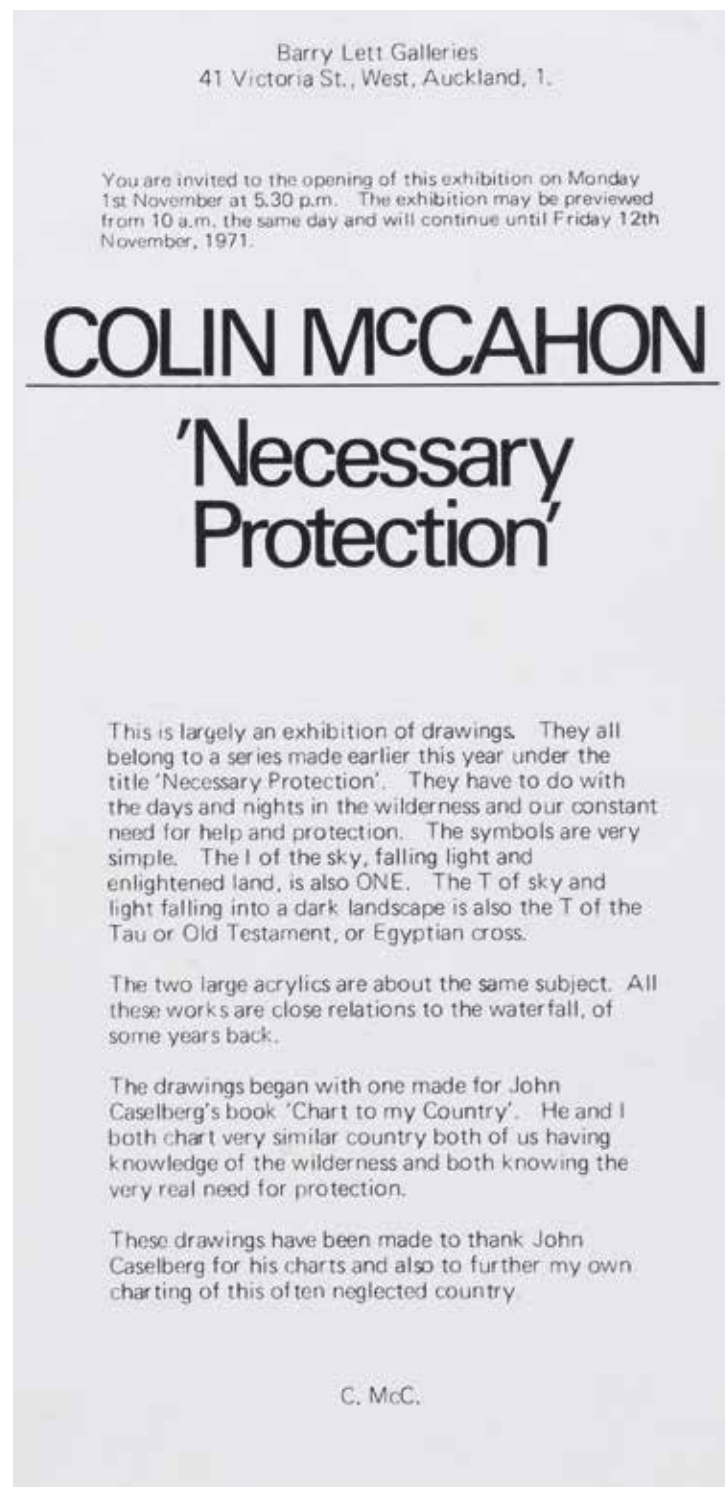 Barry Lett Galleries
41 Victoria St., West, Auckland, 1.
You are invited to the opening of this exhibition on Monday
1st November at 5.30 p.m. The exhibition may be previewed
from 10 a.m. the same day and will continue until Friday 12th
November, 1971.
COLIN McCAHON
'Necessary
Protection'
This is largely an exhibition of drawings. They all
belong to a series made earlier this year under the
title 'Necessary Protection'. They have to do with
the days and nights in the wilderness and our constant
need for help and protection. The symbols are very
simple. The I of the sky, falling light and
enlightened land, is also ONE. The T of sky and
light falling into a dark landscape is also the T of the
Tau or Old Testament, or Egyptian cross.
The two large acrylics are about the same subject. All
these works are close relations to the waterfall, of
some years back.
The drawings began with one made for John
Caselberg's book 'Chart to my Country'. He and I
both chart very similar country both of us having
knowledge of the wilderness and both knowing the
very real need for protection.
These drawings have been made to thank John
Caselberg for his charts and also to further my own
charting of this often neglected country.
C. McC.